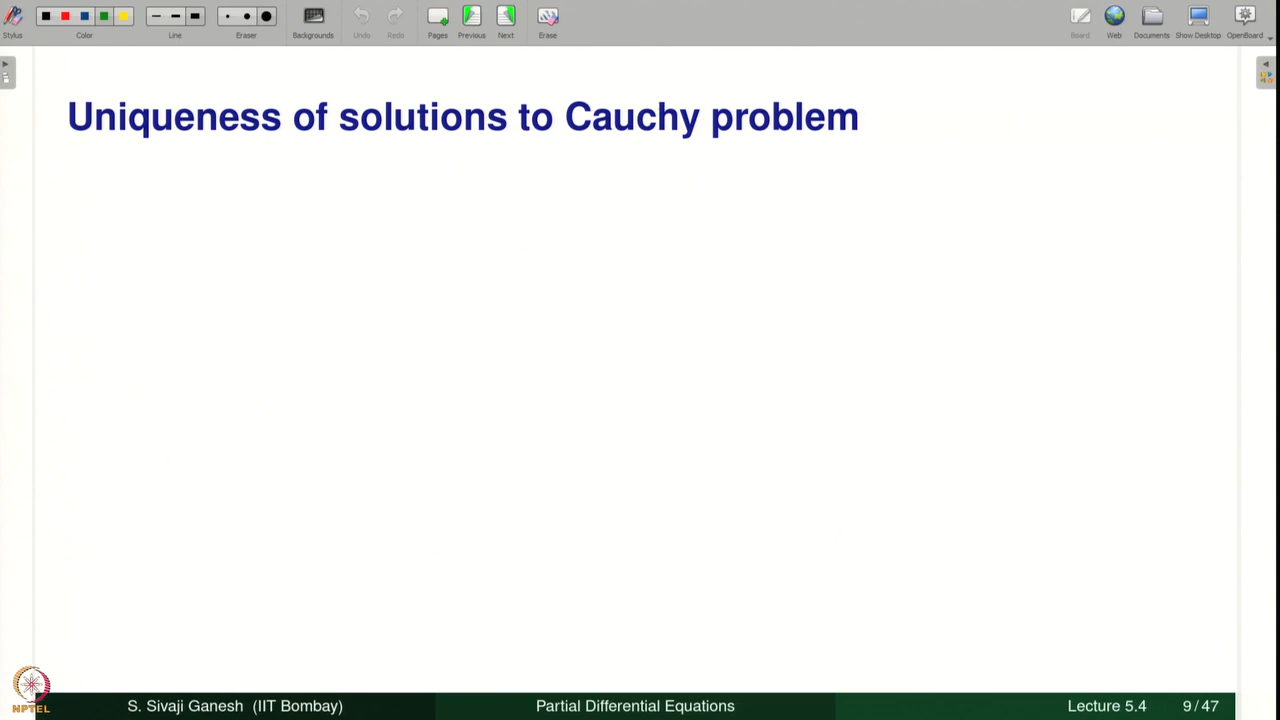 Stylus Color Line Eraser Backgrounds Undo Redo Pages Previous Next Erase Board Web Documents Show Desktop OpenBoard
Uniqueness of solutions to Cauchy problem
NPTEL
S. Sivaji Ganesh (IIT Bombay) Partial Differential Equations Lecture 5.4 9/47